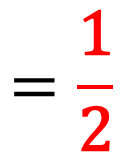 = 1/2